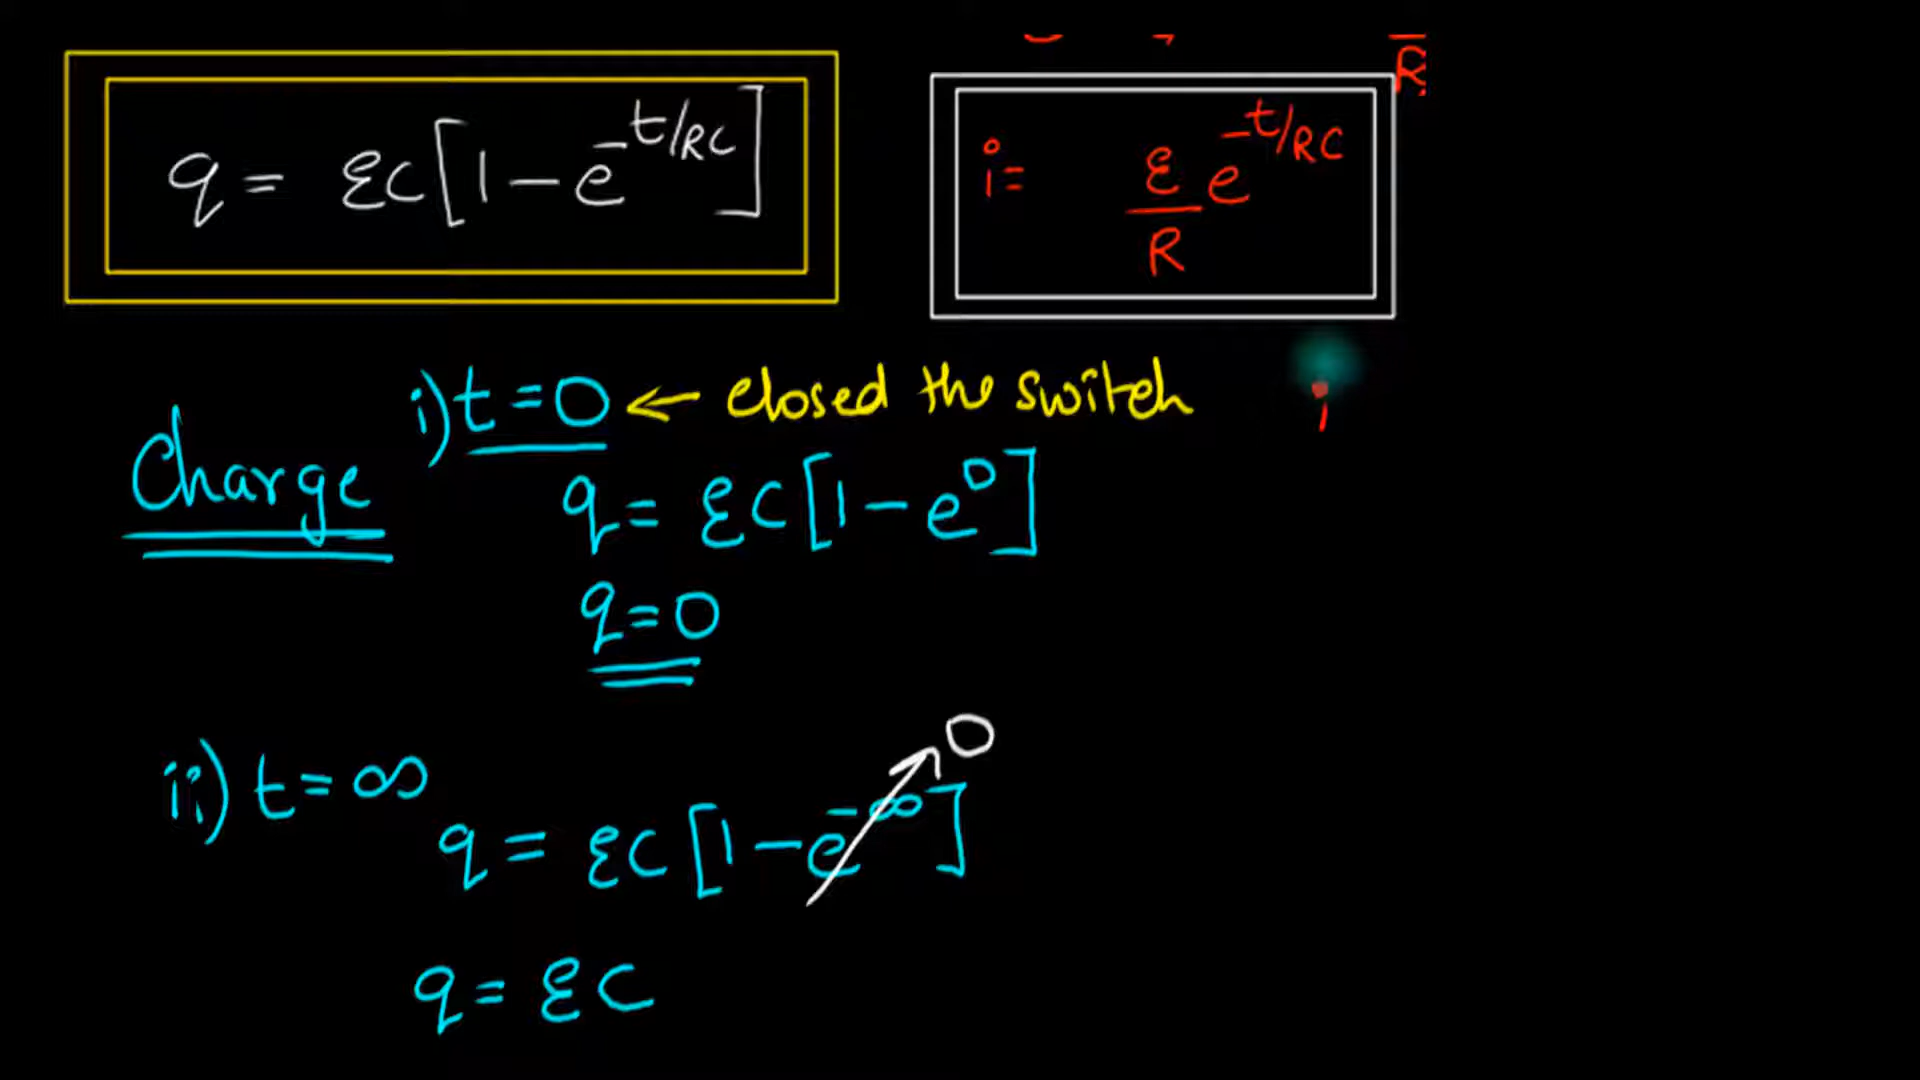 q = εC[1 - e^{-t/RC}]
i = ε/R e^{-t/RC}
R
Charge
i) t = 0 ← closed the switch
i
q = εC[1 - e^0]
q = 0
ii) t = ∞
0
q = εC[1 - e^{-∞}]
q = εC